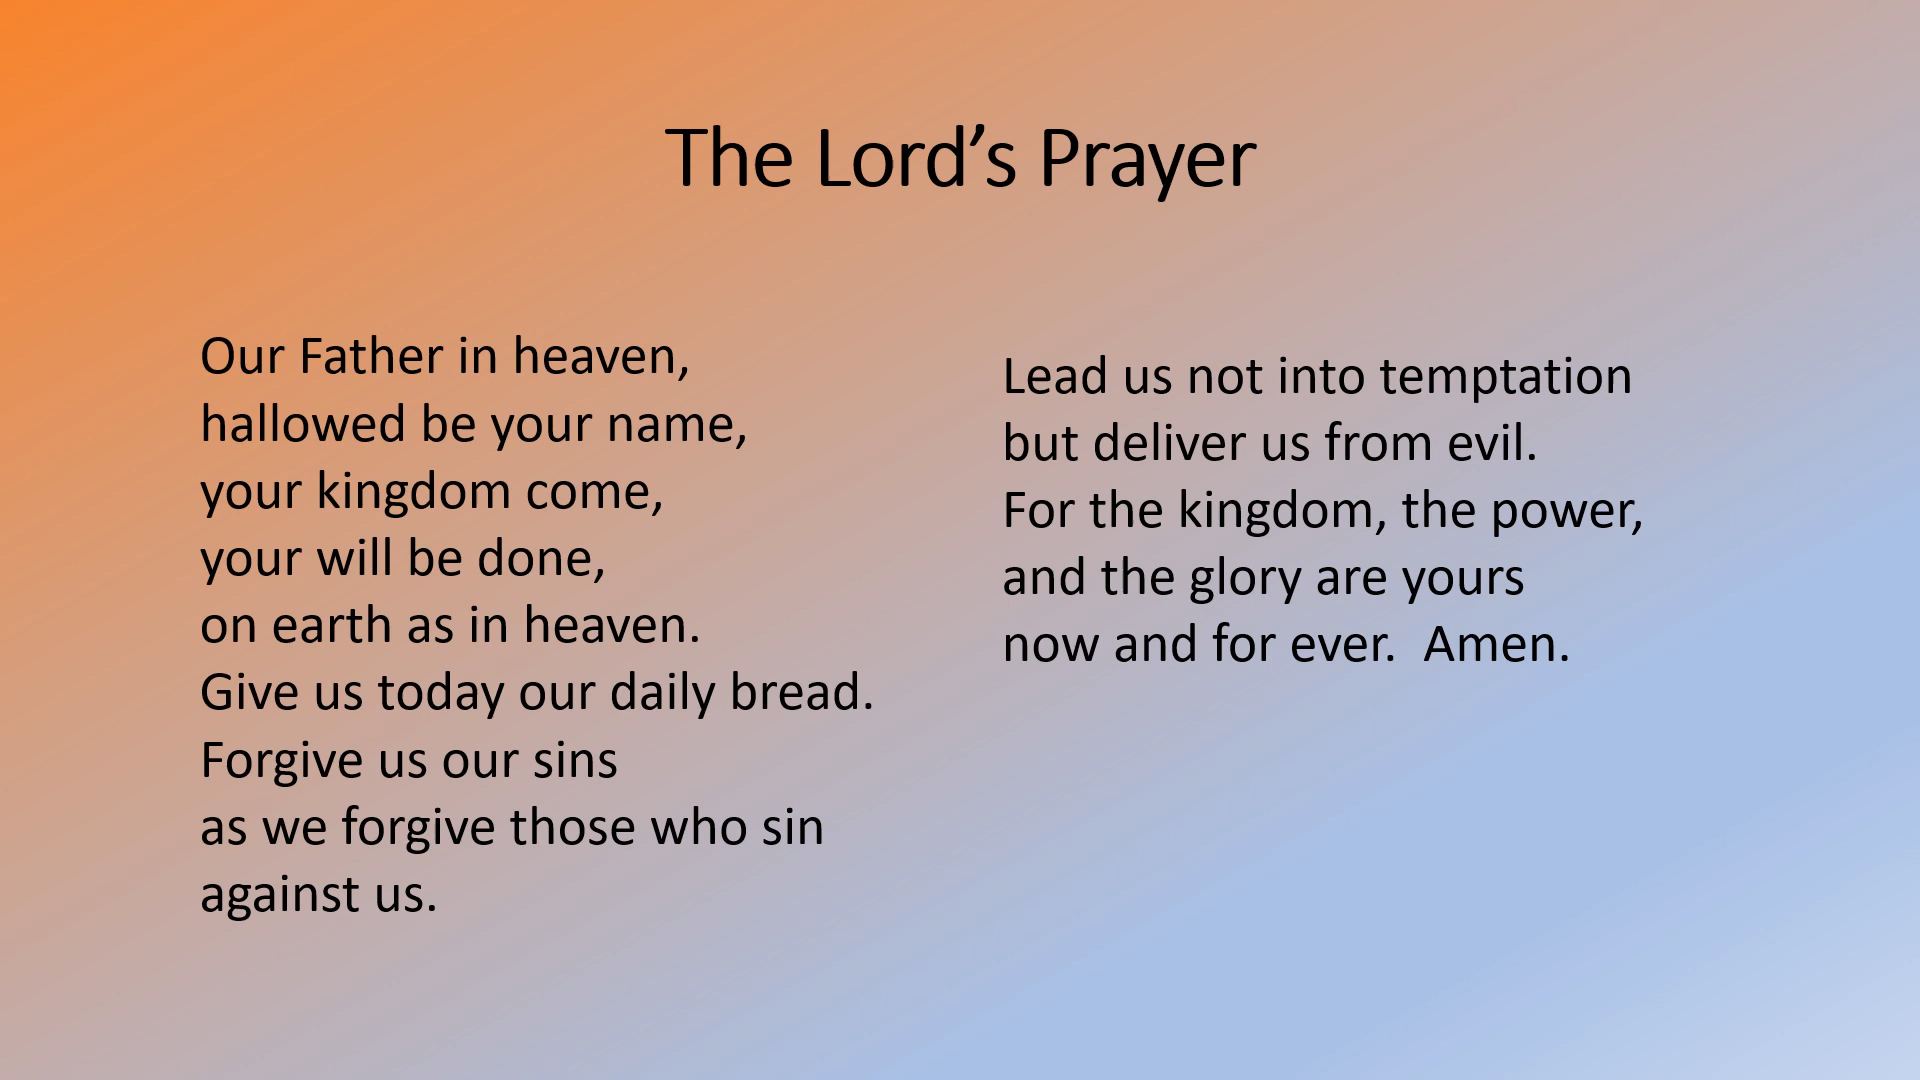 The Lord’s Prayer
Our Father in heaven,
hallowed be your name,
your kingdom come,
your will be done,
on earth as in heaven.
Give us today our daily bread.
Forgive us our sins
as we forgive those who sin
against us.
Lead us not into temptation
but deliver us from evil.
For the kingdom, the power,
and the glory are yours
now and for ever.  Amen.